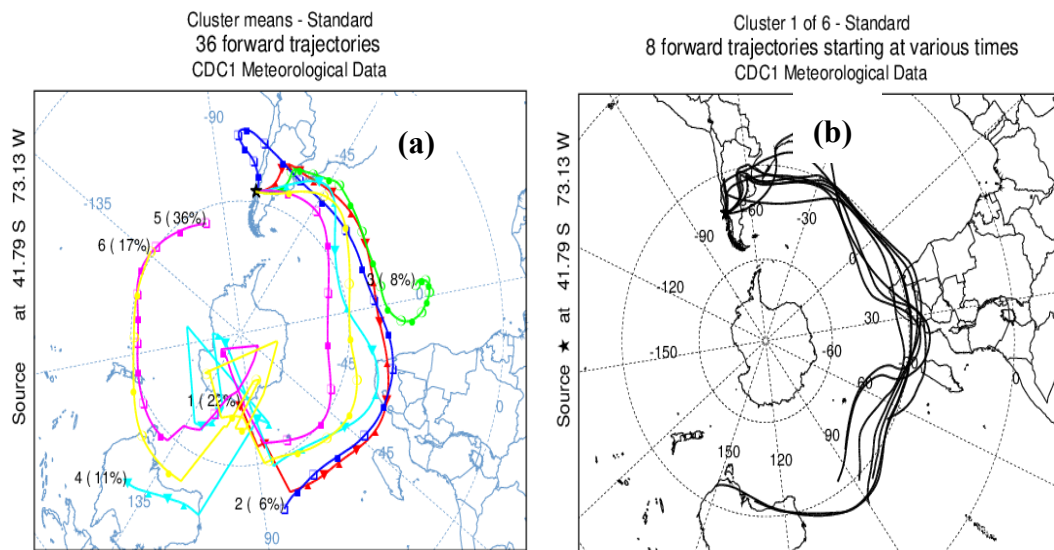 Cluster means - Standard
36 forward trajectories
CDC1 Meteorological Data
Source ★ at 41.79 S 73.13 W
(a)
-90
-45
-135
5 (36%)
6 ( 17%)
3 ( 8%)
0
0
-45
1 ( 22%)
-45
4 (11%)
135
2 ( 6%)
90
Cluster 1 of 6 - Standard
8 forward trajectories starting at various times
CDC1 Meteorological Data
Source ★ at 41.79 S 73.13 W
(b)
-60
-30
-90
0
-120
30
-150
-60
-30
0
60
90
150
120